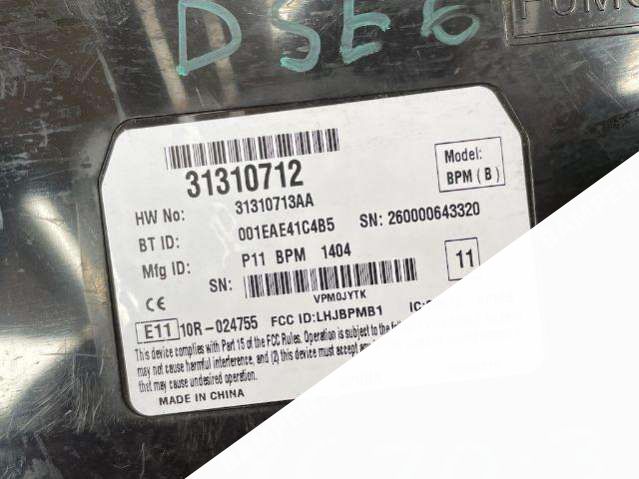 DSE6
31310712
Model:
BPM (B)
HW No: 31310713AA
BT ID: 001EAE41C4B5 SN: 260000643320
Mfg ID: P11 BPM 1404
11
SN:
VPM0JYTK
CE E11 10R-024755 FCC ID:LHJBPMB1 IC:
This device complies with Part 15 of the FCC Rules. Operation is subject to the
may not cause harmful interference, and (2) this device must accept any
that may cause undesired operation.
MADE IN CHINA